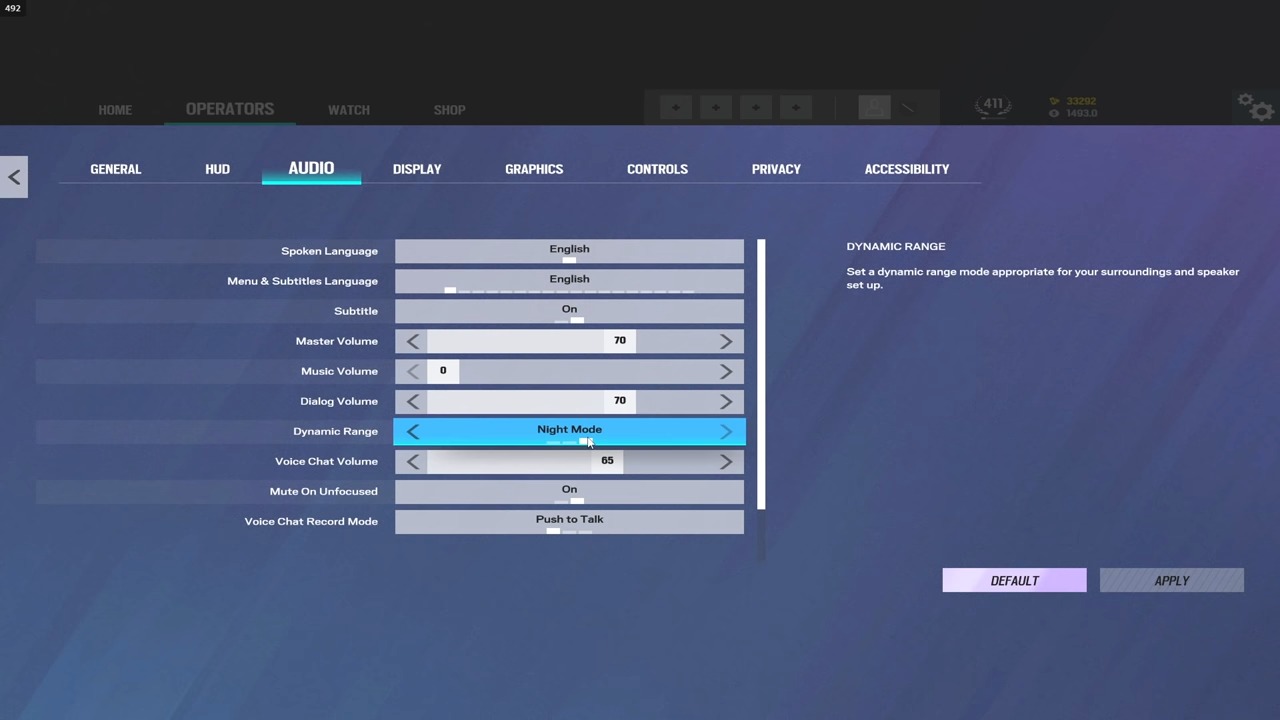 492
HOME OPERATORS WATCH SHOP 411 33292
1493.0
GENERAL HUD AUDIO DISPLAY GRAPHICS CONTROLS PRIVACY ACCESSIBILITY
Spoken Language English
Menu & Subtitles Language English
Subtitle On
Master Volume 70
Music Volume 0
Dialog Volume 70
Dynamic Range Night Mode
Voice Chat Volume 65
Mute On Unfocused On
Voice Chat Record Mode Push to Talk
DYNAMIC RANGE
Set a dynamic range mode appropriate for your surroundings and speaker
set up.
DEFAULT APPLY